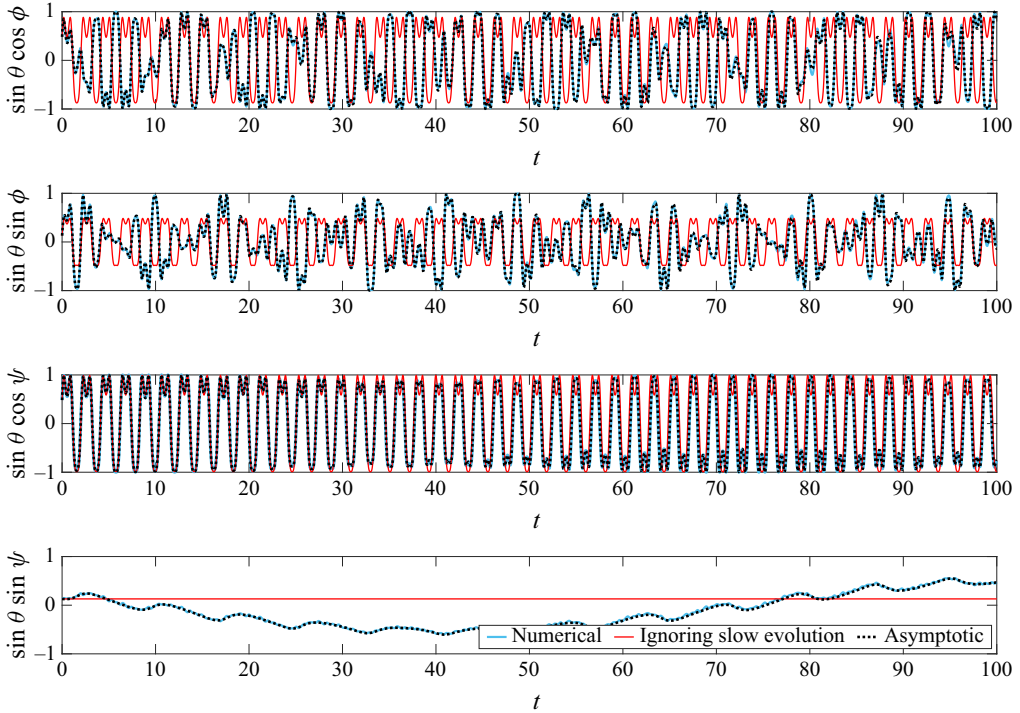 1
sin θ cos ϕ
0
–1
0 10 20 30 40 50 60 70 80 90 100
t
1
sin θ sin ϕ
0
–1
0 10 20 30 40 50 60 70 80 90 100
t
1
sin θ cos ψ
0
–1
0 10 20 30 40 50 60 70 80 90 100
t
1
sin θ sin ψ
0
Numerical Ignoring slow evolution Asymptotic
–1
0 10 20 30 40 50 60 70 80 90 100
t